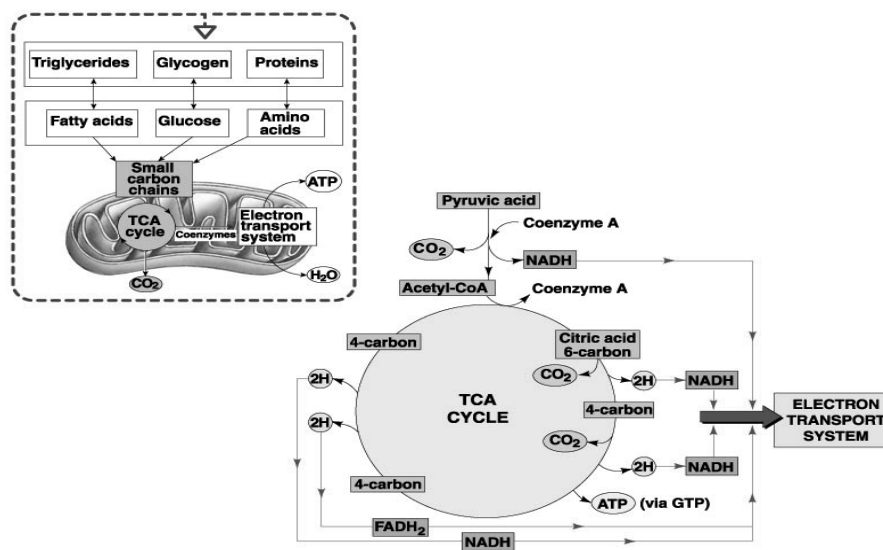 Triglycerides
Glycogen
Proteins
Fatty acids
Glucose
Amino
acids
Small
carbon
chains
ATP
TCA
cycle
Coenzymes
Electron
transport
system
H₂O
CO₂
Pyruvic acid
Coenzyme A
CO₂
NADH
Acetyl-CoA
Coenzyme A
4-carbon
Citric acid
6-carbon
CO₂
2H
NADH
2H
2H
TCA
CYCLE
4-carbon
ELECTRON
TRANSPORT
SYSTEM
CO₂
2H
NADH
4-carbon
ATP (via GTP)
FADH₂
NADH